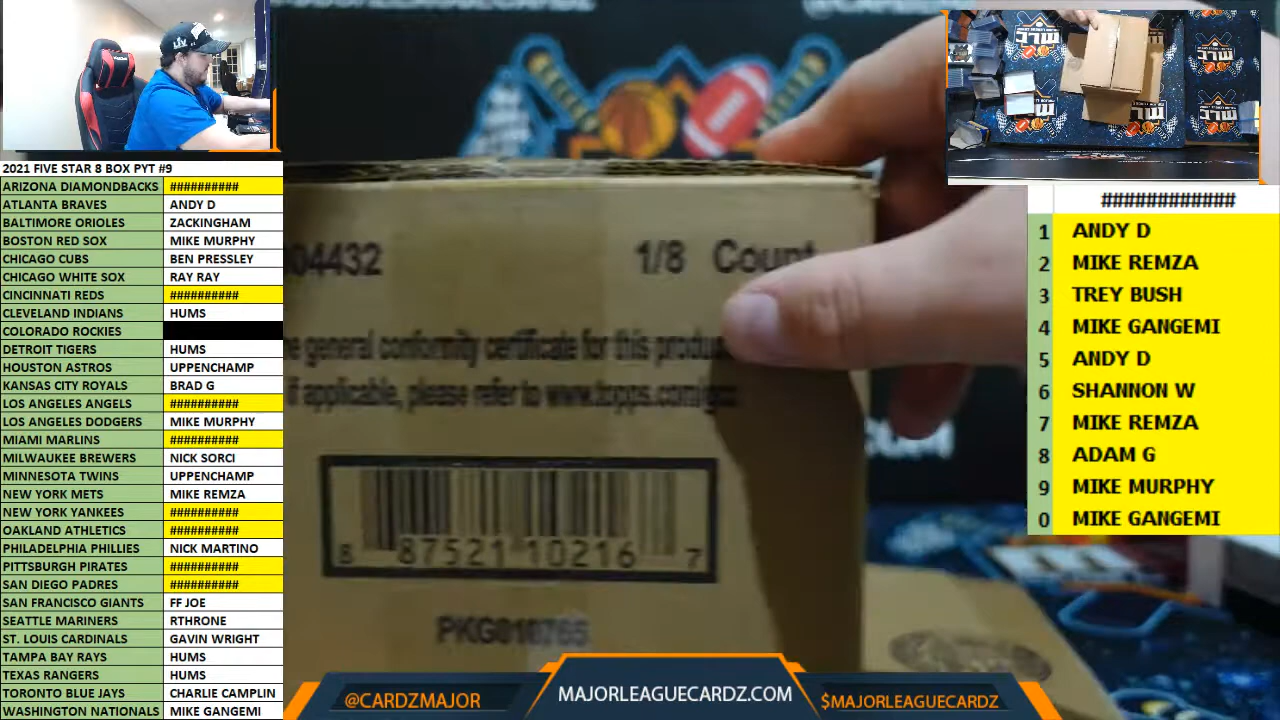 2021 FIVE STAR 8 BOX PYT #9
ARIZONA DIAMONDBACKS ##########
ATLANTA BRAVES ANDY D
BALTIMORE ORIOLES ZACKINGHAM
BOSTON RED SOX MIKE MURPHY
CHICAGO CUBS BEN PRESSLEY
CHICAGO WHITE SOX RAY RAY
CINCINNATI REDS ##########
CLEVELAND INDIANS HUMS
COLORADO ROCKIES
DETROIT TIGERS HUMS
HOUSTON ASTROS UPPENCHAMP
KANSAS CITY ROYALS BRAD G
LOS ANGELES ANGELS ##########
LOS ANGELES DODGERS MIKE MURPHY
MIAMI MARLINS ##########
MILWAUKEE BREWERS NICK SORCI
MINNESOTA TWINS UPPENCHAMP
NEW YORK METS MIKE REMZA
NEW YORK YANKEES ##########
OAKLAND ATHLETICS ##########
PHILADELPHIA PHILLIES NICK MARTINO
PITTSBURGH PIRATES ##########
SAN DIEGO PADRES ##########
SAN FRANCISCO GIANTS FF JOE
SEATTLE MARINERS RTHRONE
ST. LOUIS CARDINALS GAVIN WRIGHT
TAMPA BAY RAYS HUMS
TEXAS RANGERS HUMS
TORONTO BLUE JAYS CHARLIE CAMPLIN
WASHINGTON NATIONALS MIKE GANGEMI
04432 1/8 Count
general conformity certificate for this
if applicable, please refer to www.topps.com/
8 87521 10216 7
############
1 ANDY D
2 MIKE REMZA
3 TREY BUSH
4 MIKE GANGEMI
5 ANDY D
6 SHANNON W
7 MIKE REMZA
8 ADAM G
9 MIKE MURPHY
0 MIKE GANGEMI
@CARDZMAJOR
MAJORLEAGUECARDZ.COM
$MAJORLEAGUECARDZ